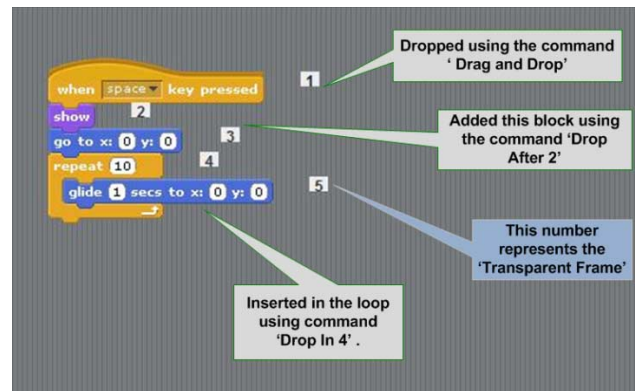 Dropped using the command
' Drag and Drop'
when space key pressed
1
show
2
go to x: 0 y: 0
3
Added this block using
the command 'Drop
After 2'
repeat 10
4
glide 1 secs to x: 0 y: 0
5
This number
represents the
'Transparent Frame'
Inserted in the loop
using command
'Drop In 4' .